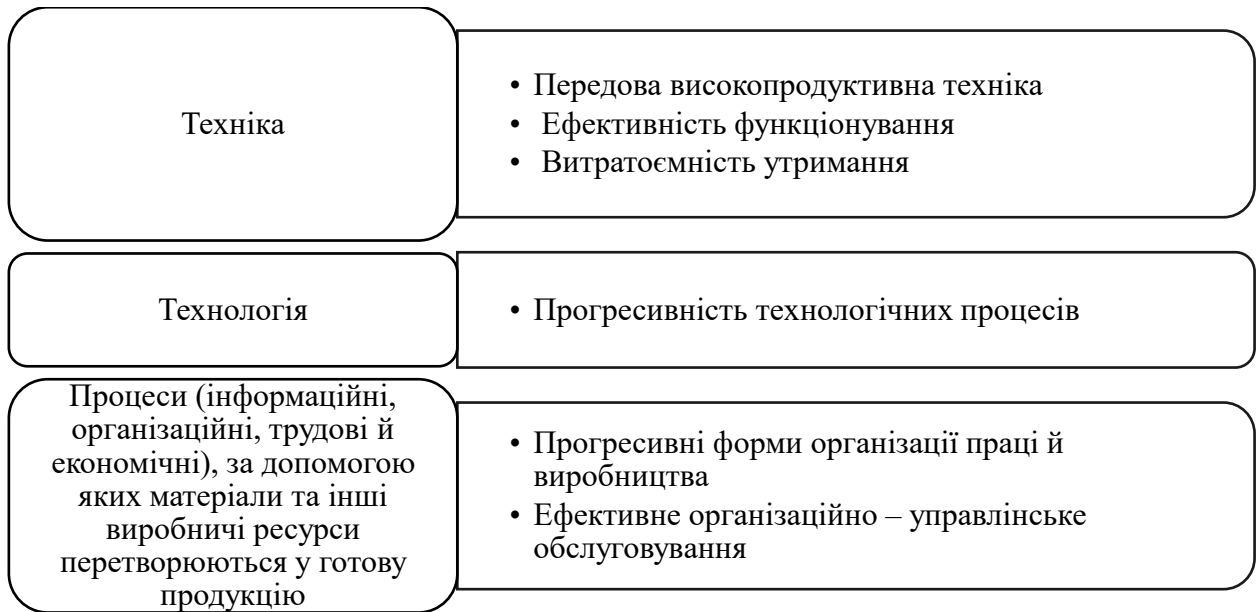 Техніка
• Передова високопродуктивна техніка
• Ефективність функціонування
• Витратоємність утримання
Технологія
• Прогресивність технологічних процесів
Процеси (інформаційні,
організаційні, трудові й
економічні), за допомогою
яких матеріали та інші
виробничі ресурси
перетворюються у готову
продукцію
• Прогресивні форми організації праці й
виробництва
• Ефективне організаційно – управлінське
обслуговування